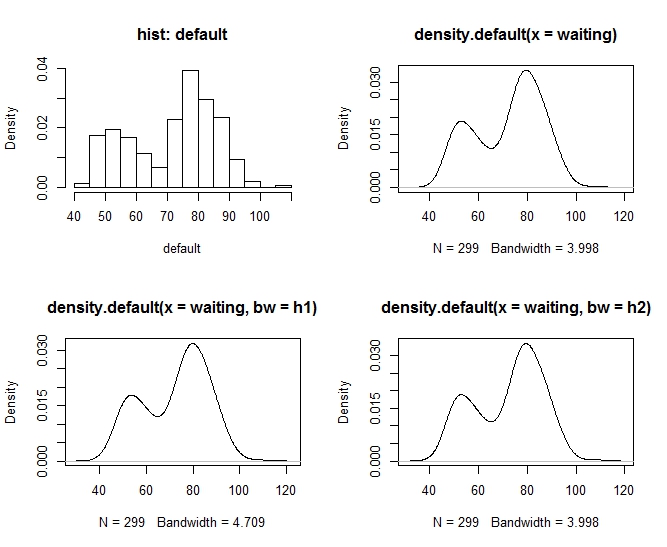 hist: default
Density
0.00 0.02 0.04
40 50 60 70 80 90 100
default
density.default(x = waiting)
Density
0.000 0.015 0.030
40 60 80 100 120
N = 299 Bandwidth = 3.998
density.default(x = waiting, bw = h1)
Density
0.000 0.015 0.030
40 60 80 100 120
N = 299 Bandwidth = 4.709
density.default(x = waiting, bw = h2)
Density
0.000 0.015 0.030
40 60 80 100 120
N = 299 Bandwidth = 3.998